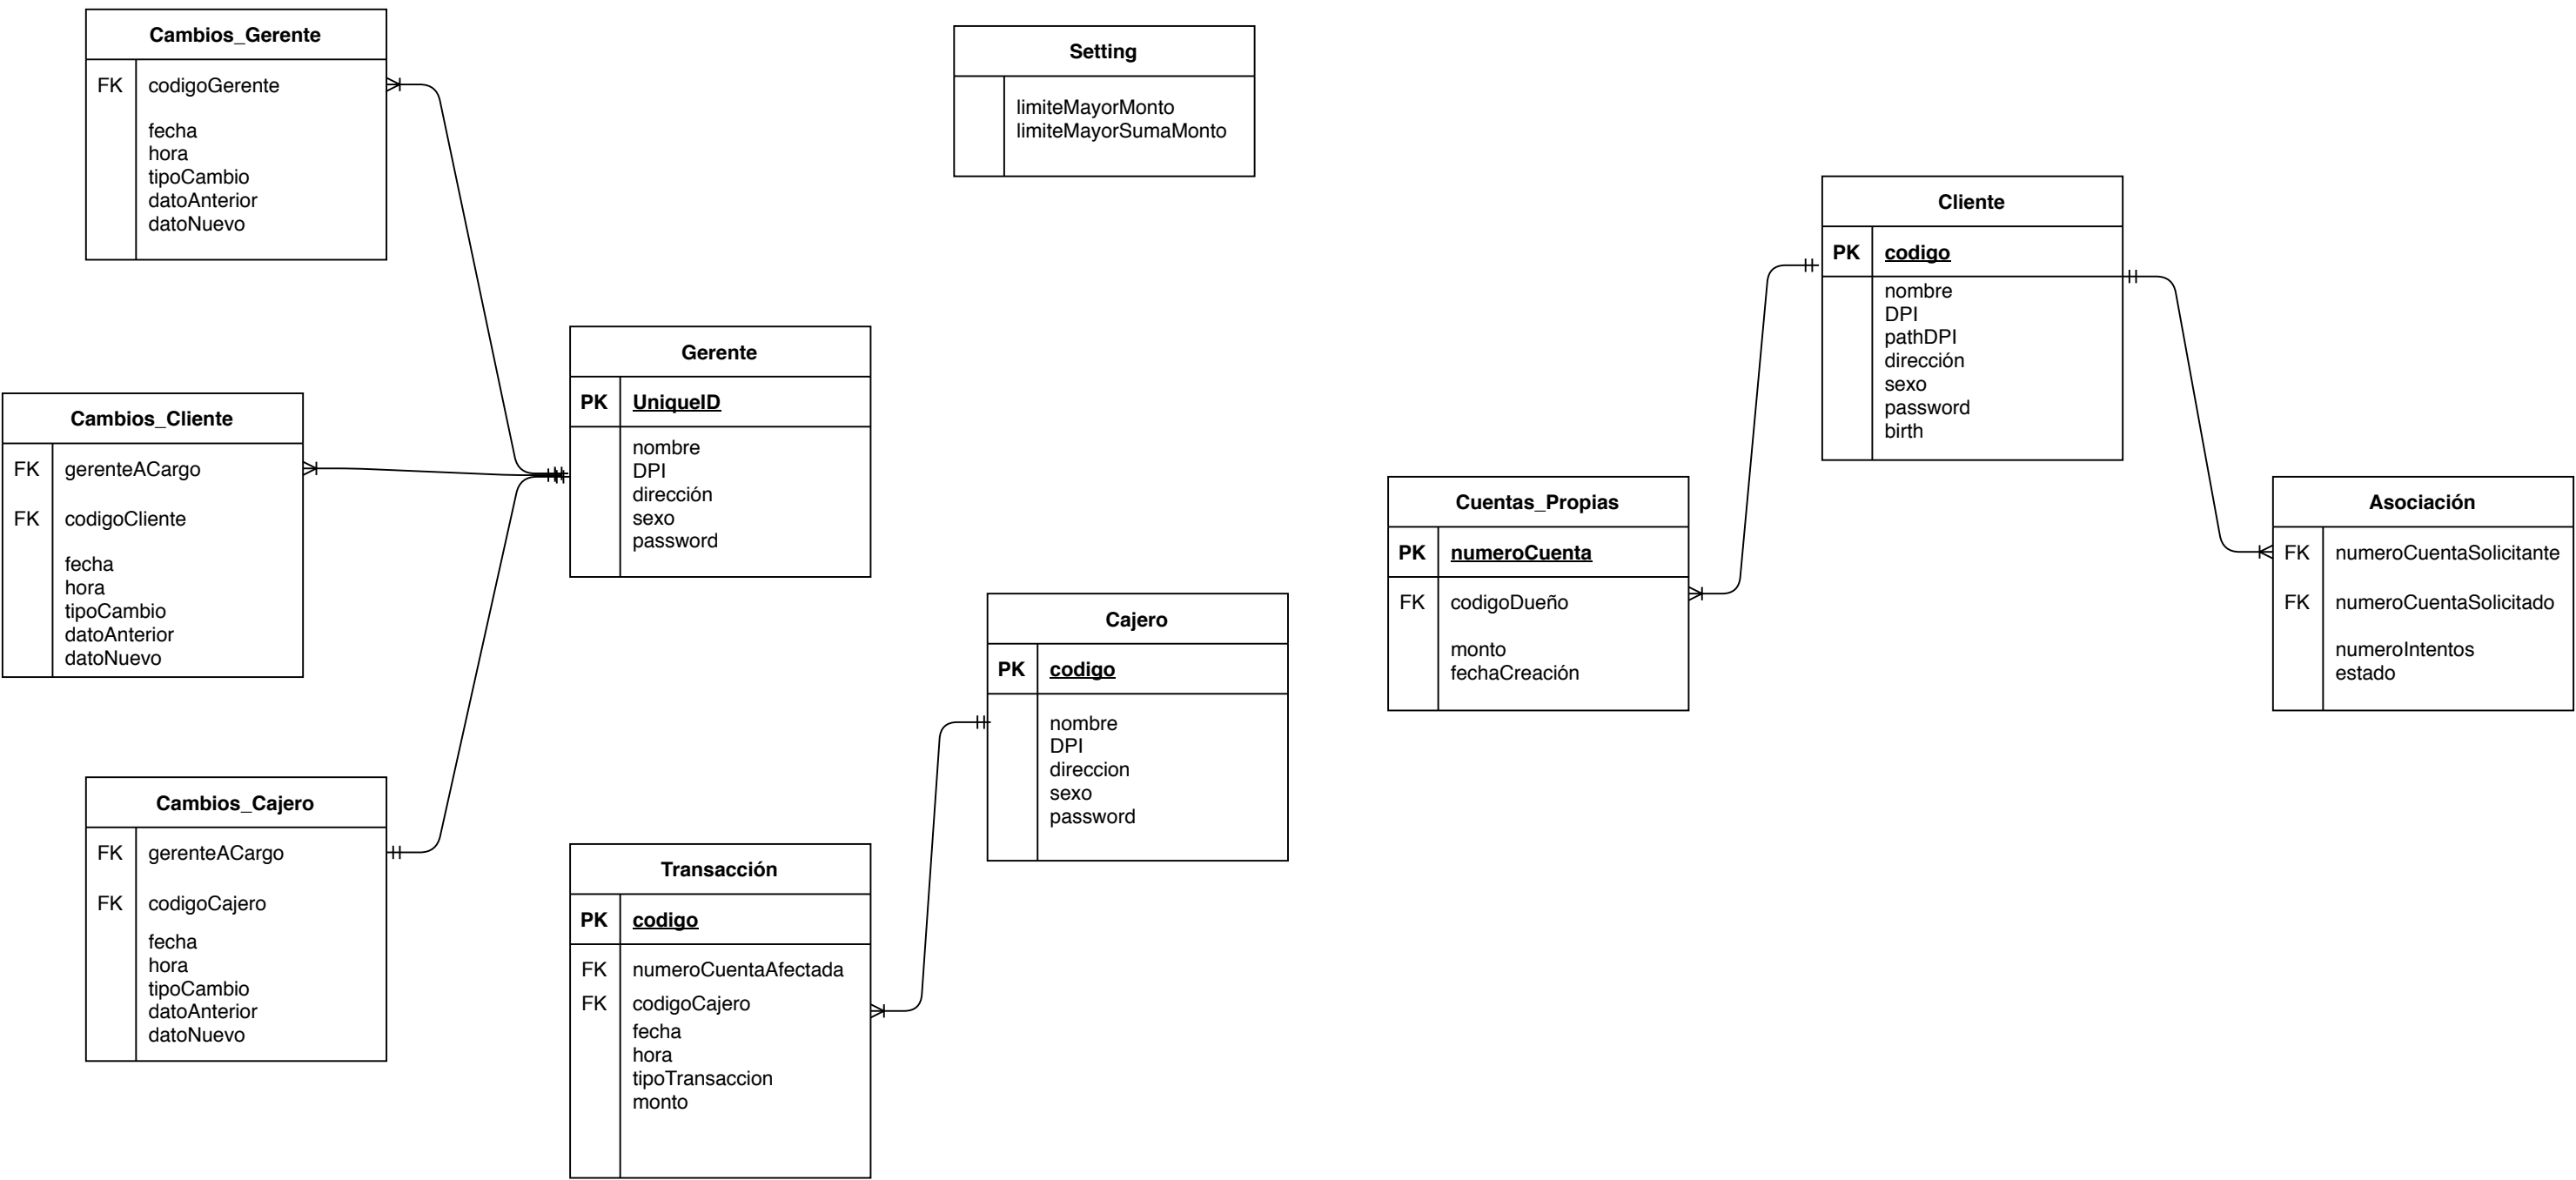 Cambios_Gerente
FK codigoGerente
fecha
hora
tipoCambio
datoAnterior
datoNuevo
Setting
limiteMayorMonto
limiteMayorSumaMonto
Cliente
PK codigo
nombre
DPI
pathDPI
dirección
sexo
password
birth
Gerente
PK UniqueID
nombre
DPI
dirección
sexo
password
Cambios_Cliente
FK gerenteACargo
FK codigoCliente
fecha
hora
tipoCambio
datoAnterior
datoNuevo
Cuentas_Propias
PK numeroCuenta
FK codigoDueño
monto
fechaCreación
Asociación
FK numeroCuentaSolicitante
FK numeroCuentaSolicitado
numeroIntentos
estado
Cajero
PK codigo
nombre
DPI
direccion
sexo
password
Cambios_Cajero
FK gerenteACargo
FK codigoCajero
fecha
hora
tipoCambio
datoAnterior
datoNuevo
Transacción
PK codigo
FK numeroCuentaAfectada
FK codigoCajero
fecha
hora
tipoTransaccion
monto